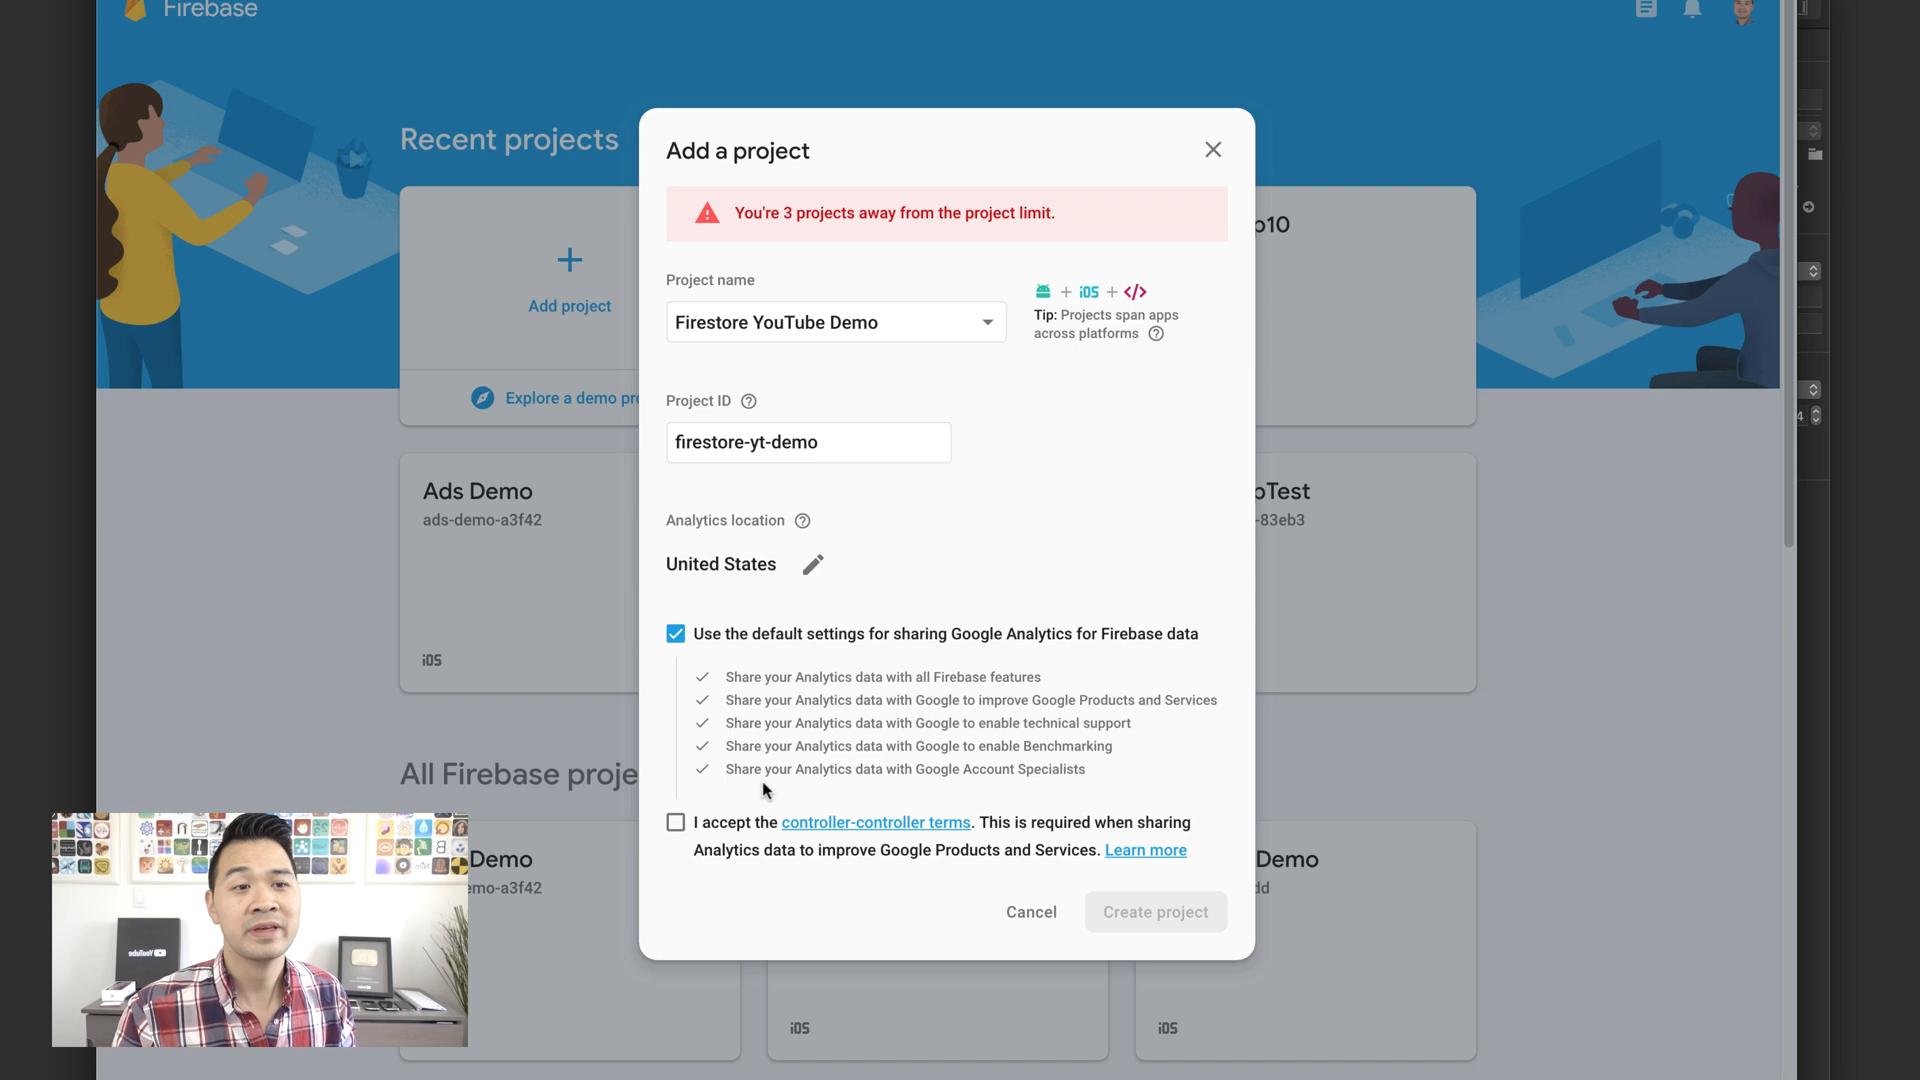 Firebase
Recent projects
Add project
Explore a demo pro
Add a project
You're 3 projects away from the project limit.
Project name
Firestore YouTube Demo
+ iOS + </>
Tip: Projects span apps
across platforms
Project ID
firestore-yt-demo
Analytics location
United States
Use the default settings for sharing Google Analytics for Firebase data
Share your Analytics data with all Firebase features
Share your Analytics data with Google to improve Google Products and Services
Share your Analytics data with Google to enable technical support
Share your Analytics data with Google to enable Benchmarking
Share your Analytics data with Google Account Specialists
I accept the controller-controller terms. This is required when sharing
Analytics data to improve Google Products and Services. Learn more
Cancel
Create project
p10
Ads Demo
ads-demo-a3f42
iOS
pTest
-83eb3
4
All Firebase proje
Demo
emo-a3f42
Demo
dd
iOS
iOS
YouTube